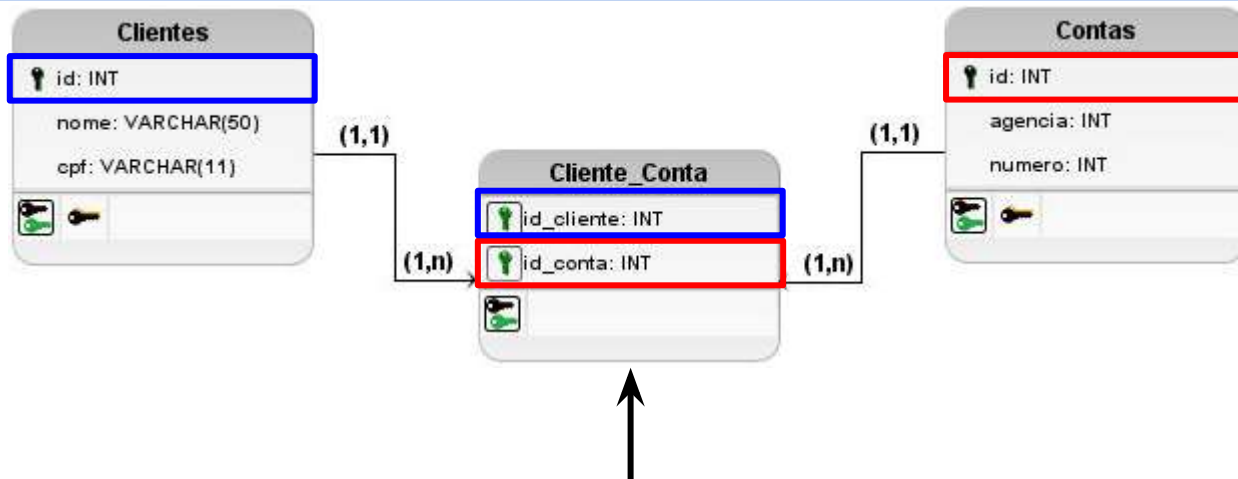 Clientes
id: INT
nome: VARCHAR(50)
cpf: VARCHAR(11)
(1,1)
(1,n)
Cliente_Conta
id_cliente: INT
id_conta: INT
(1,1)
(1,n)
Contas
id: INT
agencia: INT
numero: INT